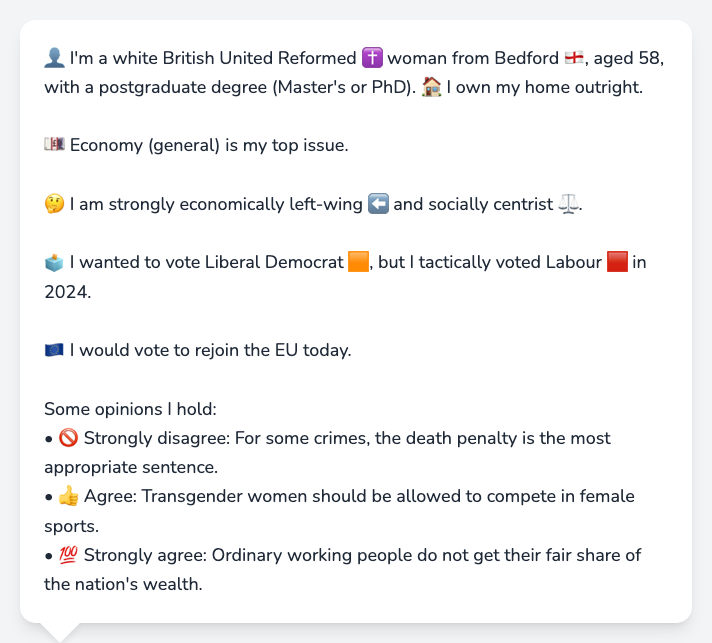 👤 I'm a white British United Reformed ✝️ woman from Bedford 🏴󠁧󠁢󠁥󠁮󠁧󠁿, aged 58,
with a postgraduate degree (Master's or PhD). 🏠 I own my home outright.
💷 Economy (general) is my top issue.
🤔 I am strongly economically left-wing ⬅️ and socially centrist ⚖️.
🗳️ I wanted to vote Liberal Democrat 🟧, but I tactically voted Labour 🟥 in
2024.
🇪🇺 I would vote to rejoin the EU today.
Some opinions I hold:
• 🚫 Strongly disagree: For some crimes, the death penalty is the most
appropriate sentence.
• 👍 Agree: Transgender women should be allowed to compete in female
sports.
• 💯 Strongly agree: Ordinary working people do not get their fair share of
the nation's wealth.